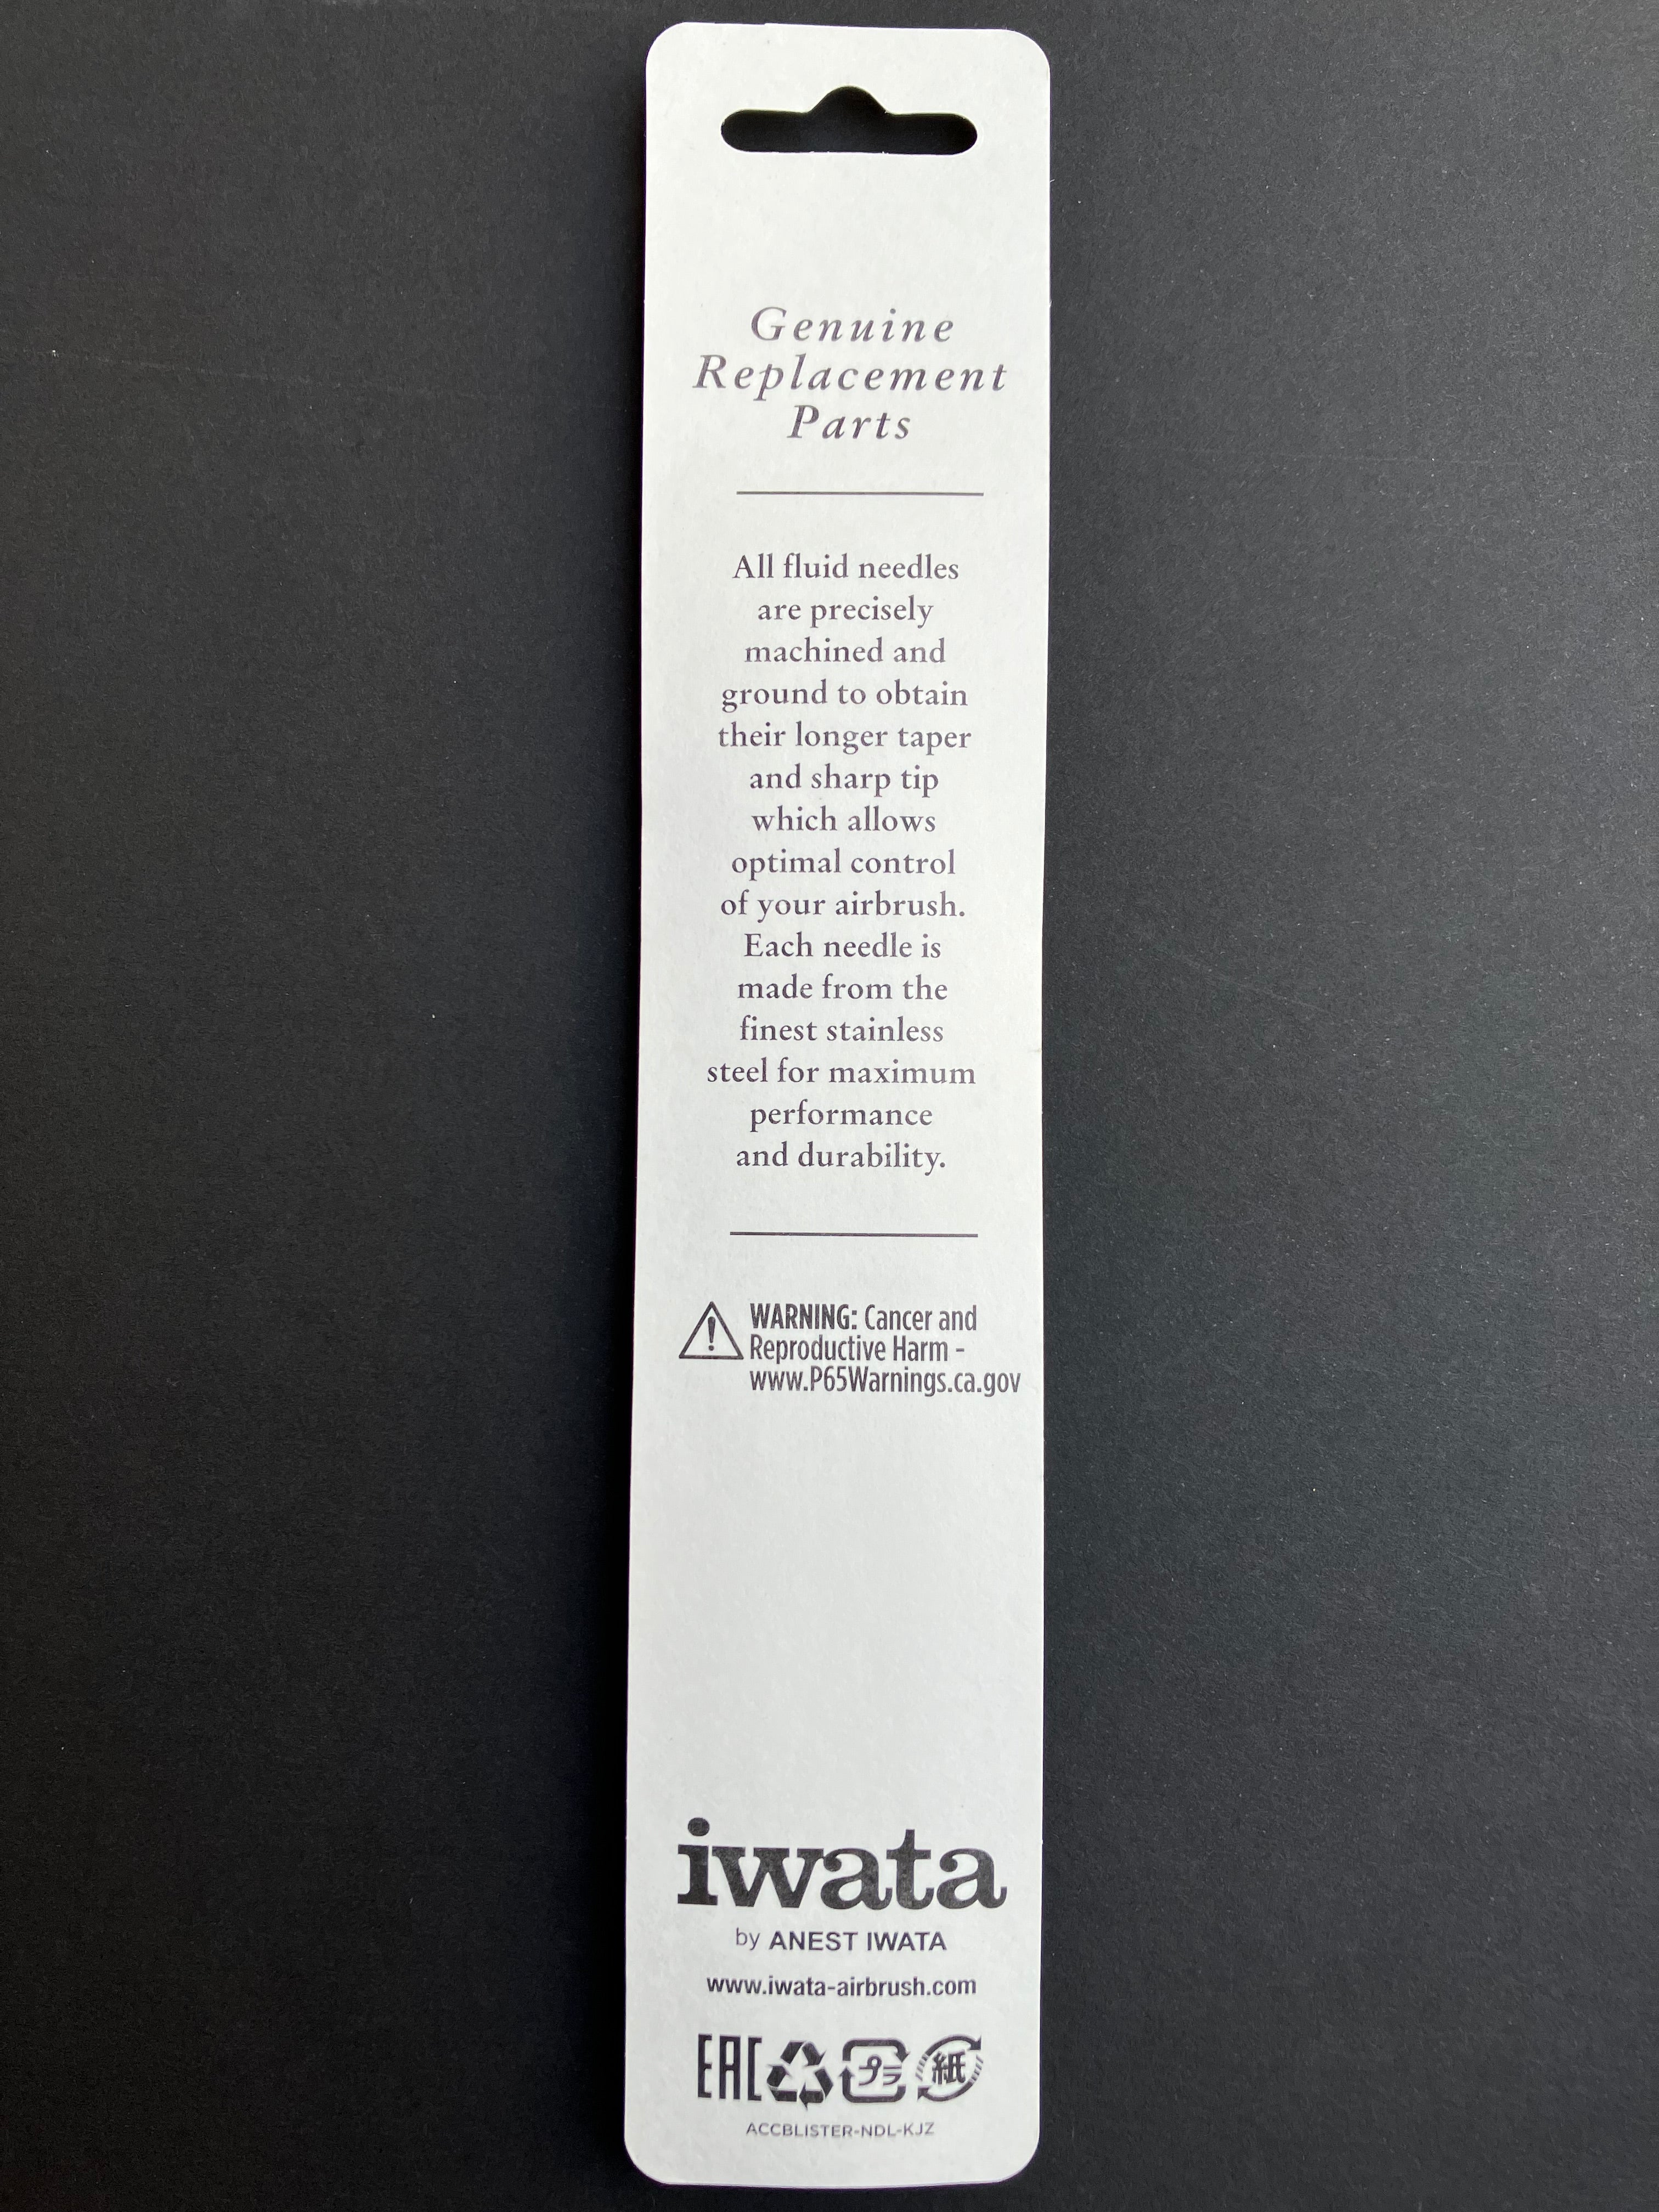 Genuine
Replacement
Parts
All fluid needles
are precisely
machined and
ground to obtain
their longer taper
and sharp tip
which allows
optimal control
of your airbrush.
Each needle is
made from the
finest stainless
steel for maximum
performance
and durability.
WARNING: Cancer and
Reproductive Harm -
www.P65Warnings.ca.gov
iwata
by ANEST IWATA
www.iwata-airbrush.com
EAC プラ 紙
ACCBLISTER-NDL-KJZ